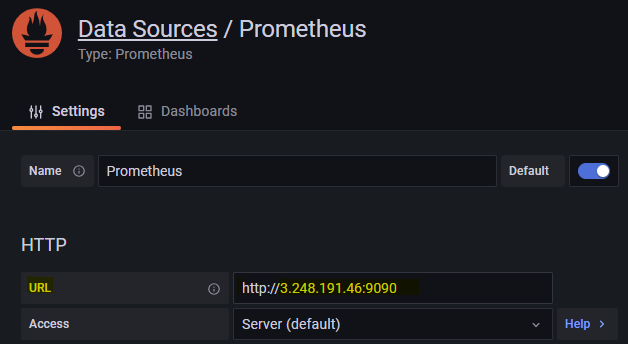 Data Sources / Prometheus
Type: Prometheus
Settings Dashboards
Name Prometheus Default
HTTP
URL http://3.248.191.46:9090
Access Server (default) Help